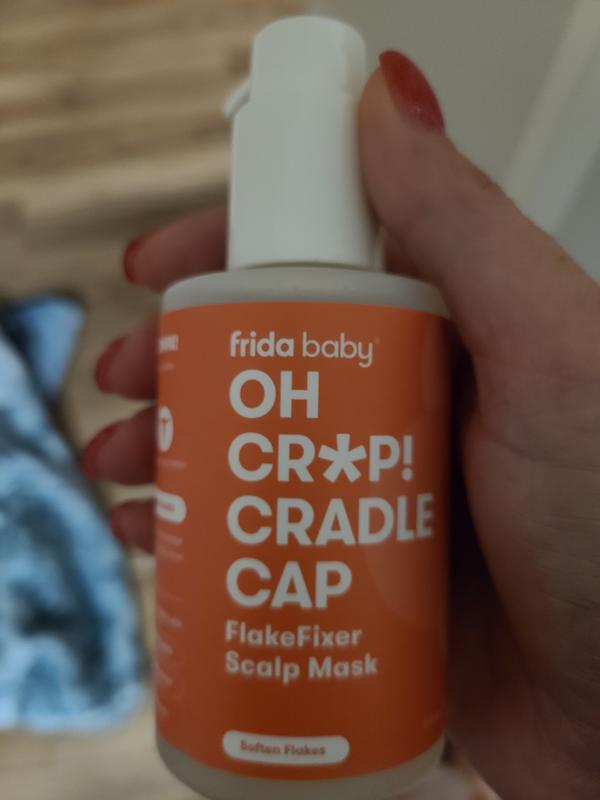 frida baby®
OH
CR*P!
CRADLE
CAP
FlakeFixer
Scalp Mask
Soften Flakes